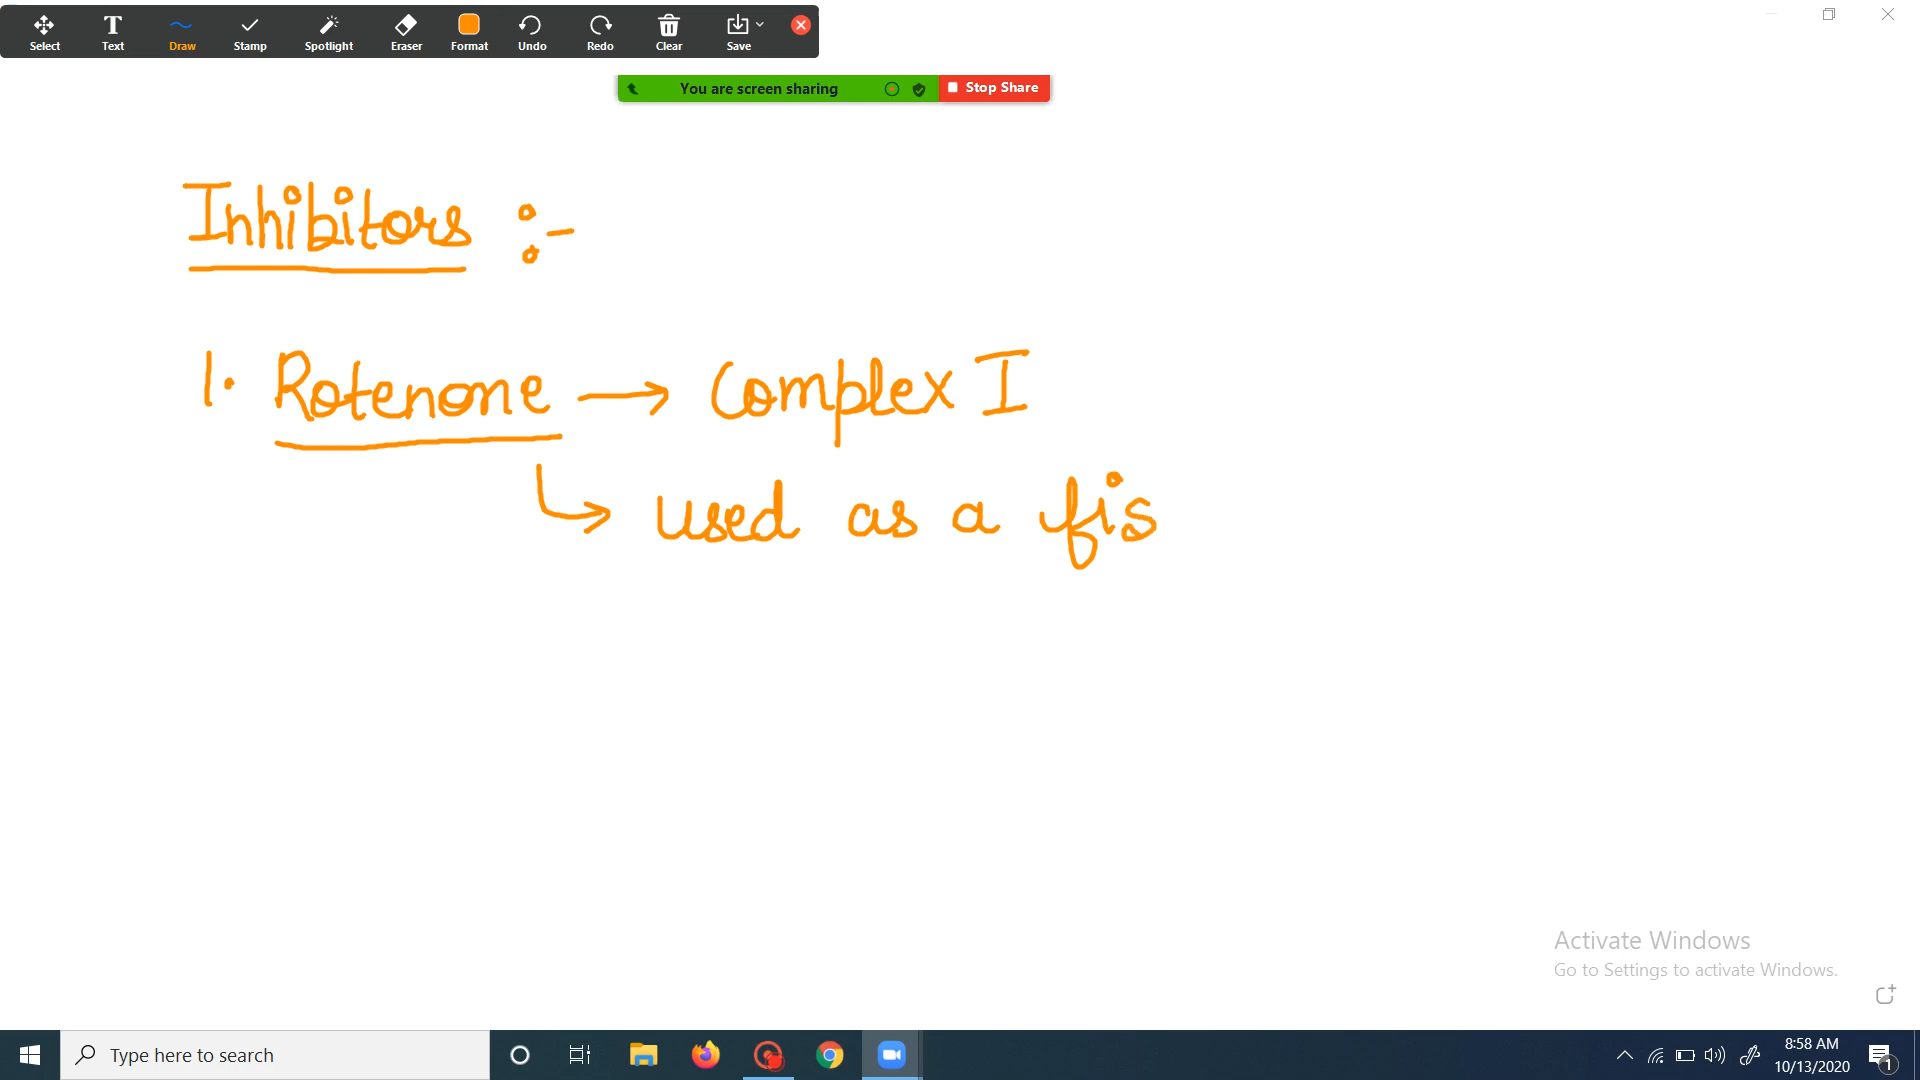 Select Text Draw Stamp Spotlight Eraser Format Undo Redo Clear Save
You are screen sharing Stop Share
Inhibitors :-
1. Rotenone → Complex I
↳ used as a fis
Activate Windows
Go to Settings to activate Windows.
Type here to search
8:58 AM
10/13/2020
1